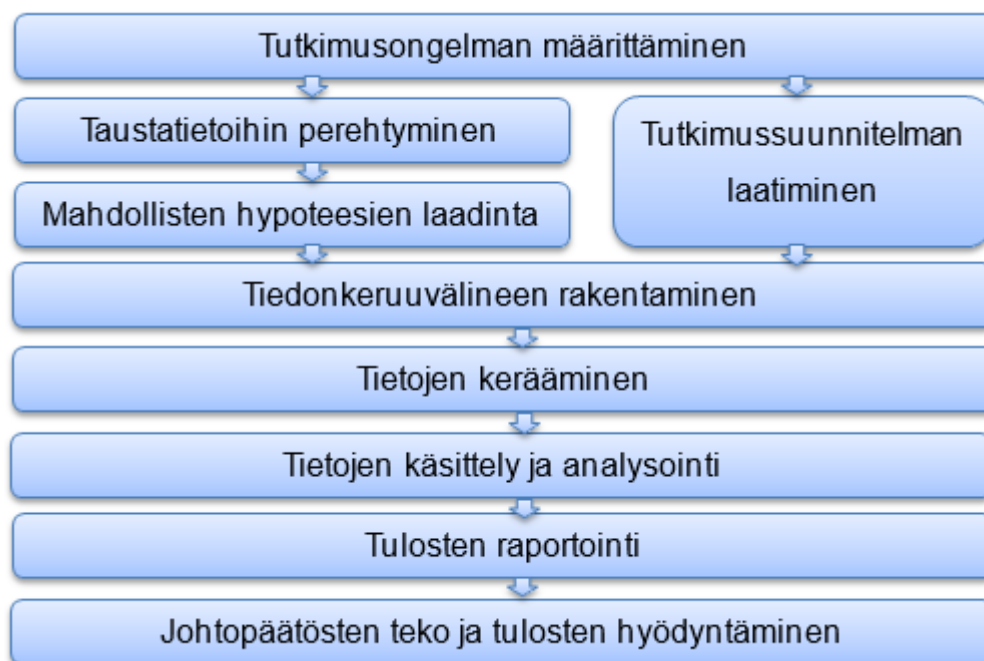 Tutkimusongelman määrittäminen
Taustatietoihin perehtyminen
Mahdollisten hypoteesien laadinta
Tutkimussuunnitelman
laatiminen
Tiedonkeruuvälineen rakentaminen
Tietojen kerääminen
Tietojen käsittely ja analysointi
Tulosten raportointi
Johtopäätösten teko ja tulosten hyödyntäminen